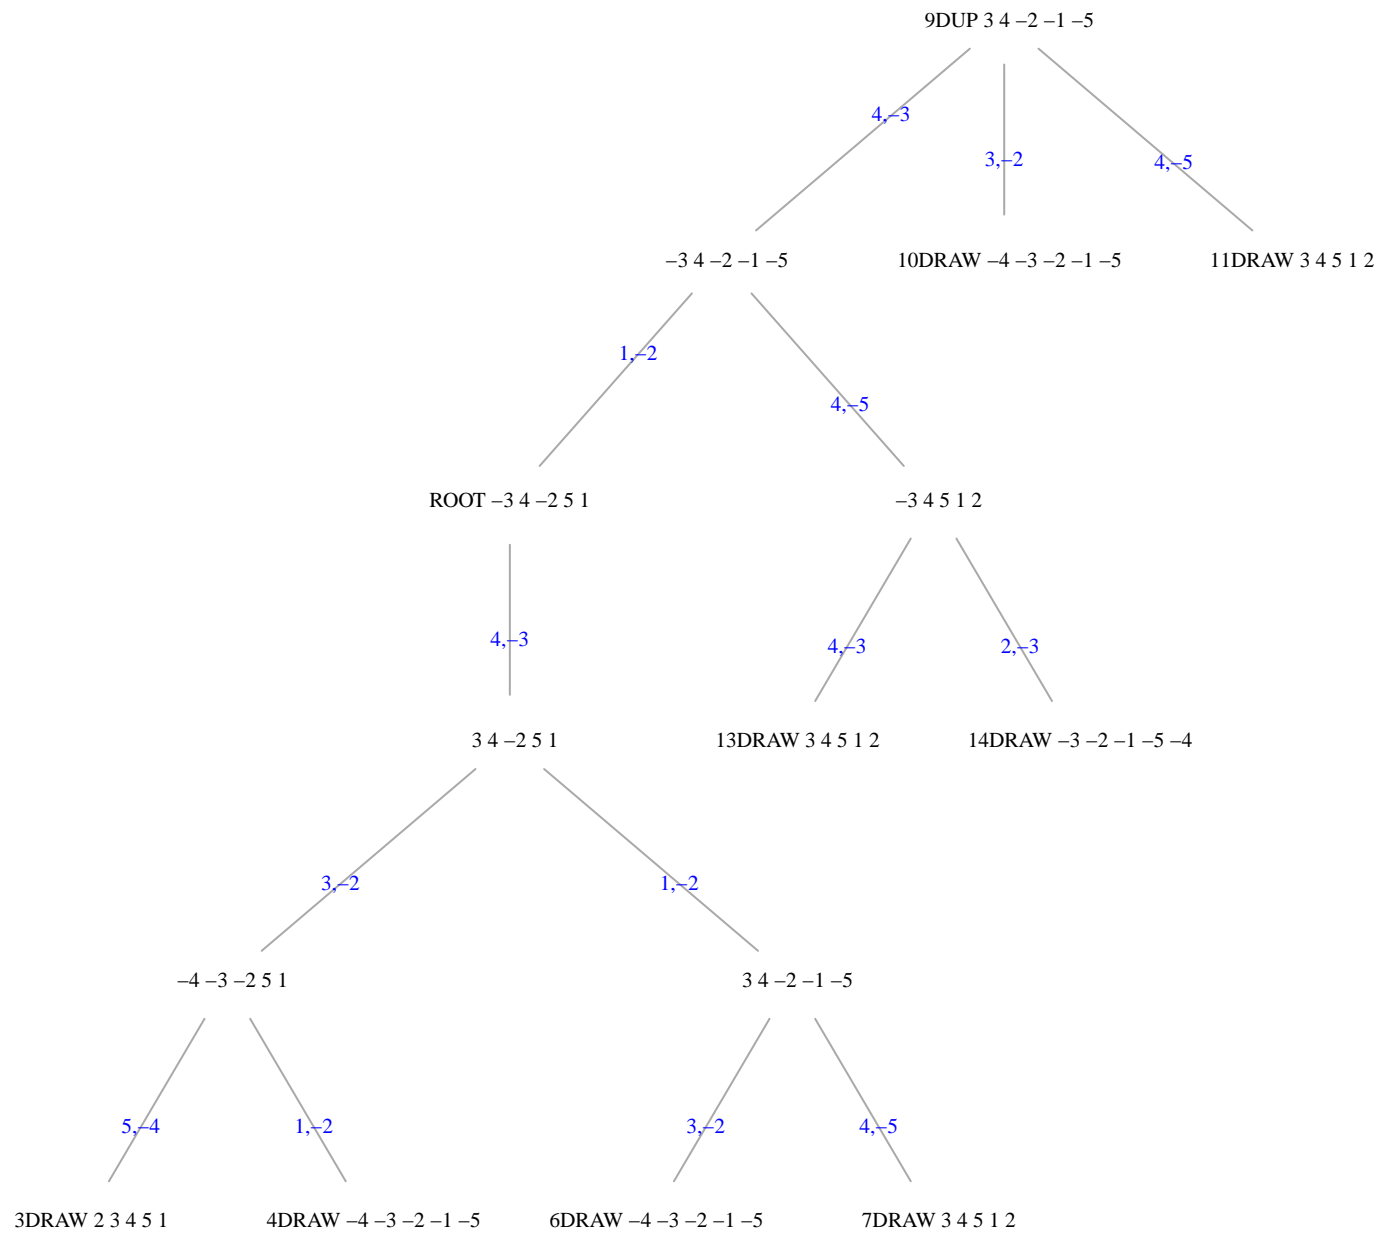 9DUP 3 4 –2 –1 –5
4,–3
3,–2
4,–5
–3 4 –2 –1 –5
10DRAW –4 –3 –2 –1 –5
11DRAW 3 4 5 1 2
1,–2
4,–5
ROOT –3 4 –2 5 1
–3 4 5 1 2
4,–3
4,–3
2,–3
3 4 –2 5 1
13DRAW 3 4 5 1 2
14DRAW –3 –2 –1 –5 –4
3,–2
1,–2
–4 –3 –2 5 1
3 4 –2 –1 –5
5,–4
1,–2
3,–2
4,–5
3DRAW 2 3 4 5 1
4DRAW –4 –3 –2 –1 –5
6DRAW –4 –3 –2 –1 –5
7DRAW 3 4 5 1 2